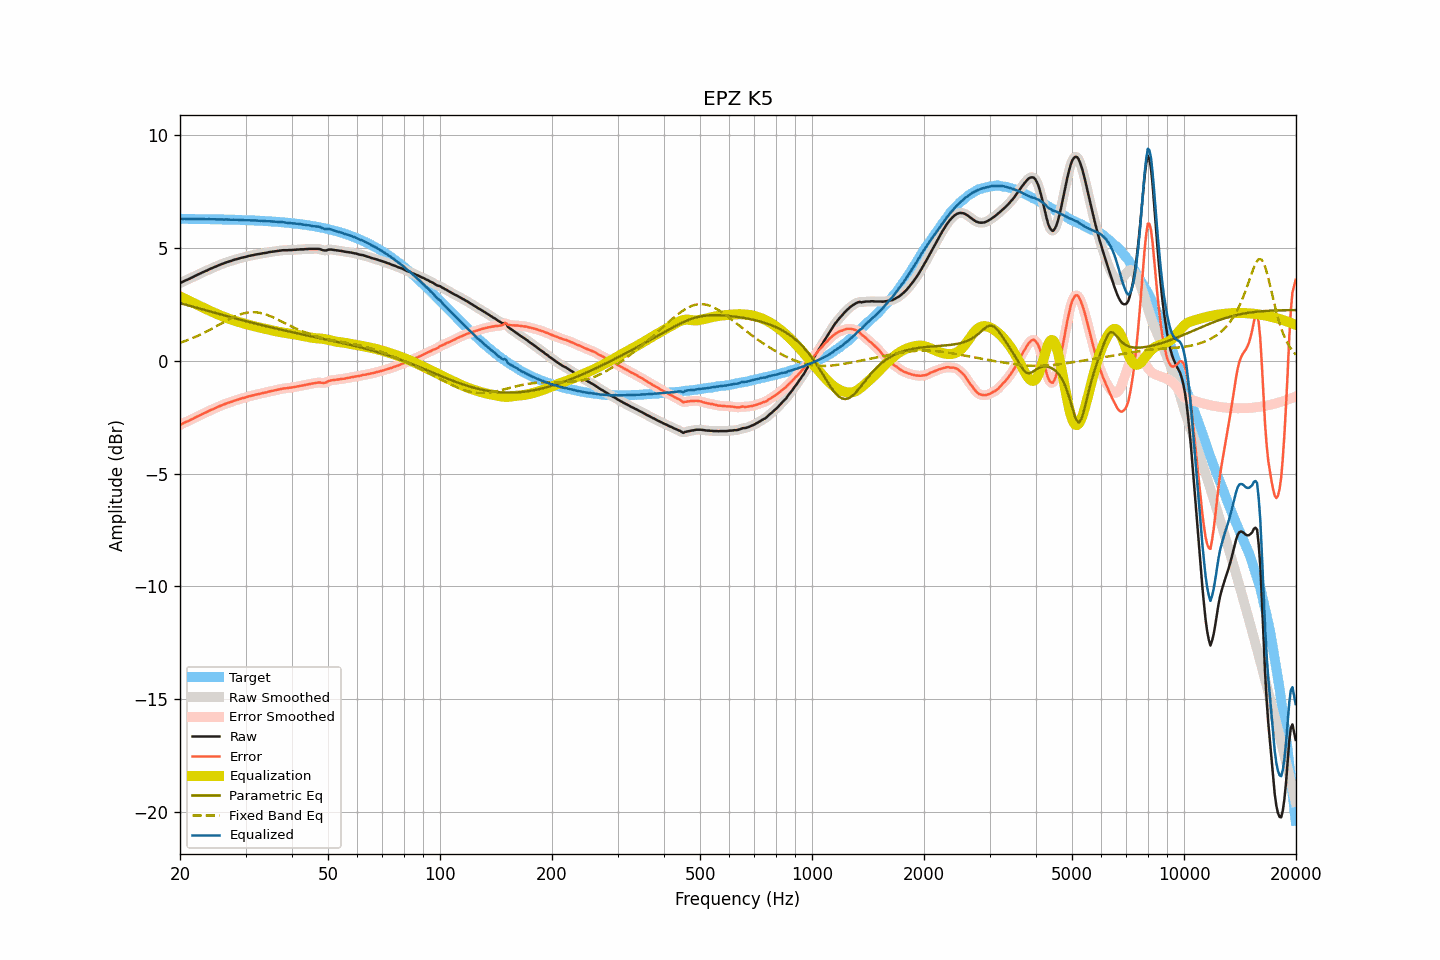 EPZ K5
10
5
0
−5
−10
−15
−20
Amplitude (dBr)
Target
Raw Smoothed
Error Smoothed
Raw
Error
Equalization
Parametric Eq
Fixed Band Eq
Equalized
20 50 100 200 500 1000 2000 5000 10000 20000
Frequency (Hz)